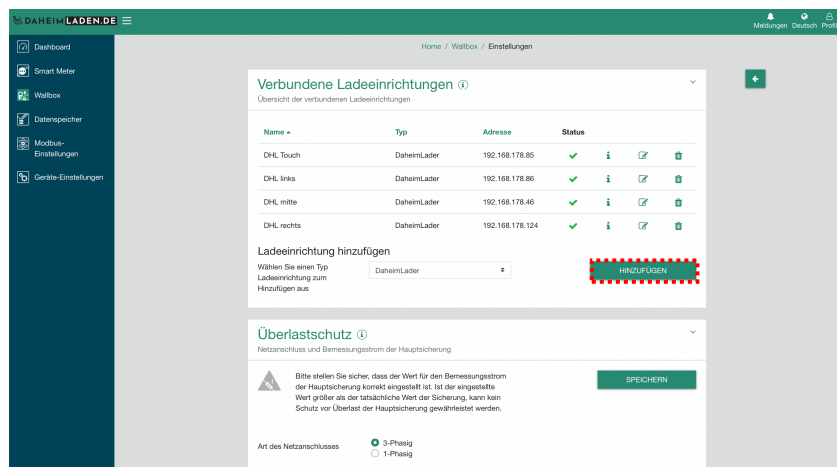 DAHEIMLADEN.DE
Meldungen Deutsch Profil
Dashboard
Smart Meter
Wallbox
Datenspeicher
Modbus-
Einstellungen
Geräte-Einstellungen
Home / Wallbox / Einstellungen
Verbundene Ladeeinrichtungen
Übersicht der verbundenen Ladeeinrichtungen
Name Typ Adresse Status
DHL Touch DaheimLader 192.168.178.85
DHL links DaheimLader 192.168.178.86
DHL mitte DaheimLader 192.168.178.46
DHL rechts DaheimLader 192.168.178.124
Ladeeinrichtung hinzufügen
Wählen Sie einen Typ
Ladeeinrichtung zum
Hinzufügen aus
DaheimLader
HINZUFÜGEN
Überlastschutz
Netzanschluss und Bemessungsstrom der Hauptsicherung
Bitte stellen Sie sicher, dass der Wert für den Bemessungsstrom
der Hauptsicherung korrekt eingestellt ist. Ist der eingestellte
Wert größer als der tatsächliche Wert der Sicherung, kann kein
Schutz vor Überlast der Hauptsicherung gewährleistet werden.
SPEICHERN
Art des Netzanschlusses
3-Phasig
1-Phasig